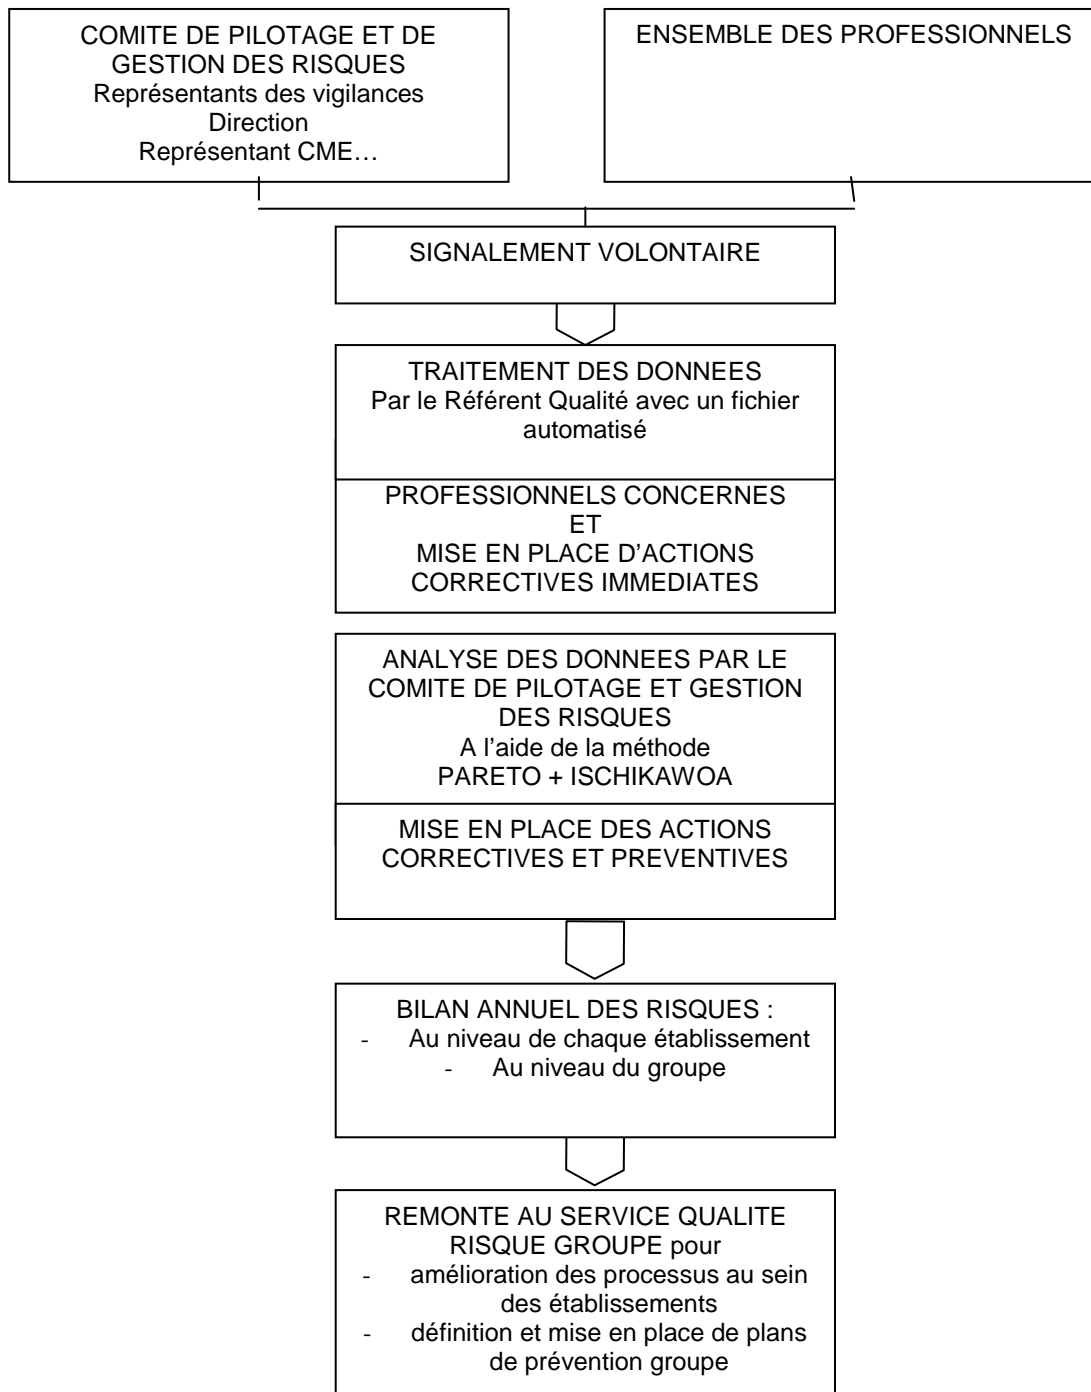 COMITE DE PILOTAGE ET DE
GESTION DES RISQUES
Représentants des vigilances
Direction
Représentant CME…
ENSEMBLE DES PROFESSIONNELS
SIGNALEMENT VOLONTAIRE
TRAITEMENT DES DONNEES
Par le Référent Qualité avec un fichier
automatisé
PROFESSIONNELS CONCERNES
ET
MISE EN PLACE D’ACTIONS
CORRECTIVES IMMEDIATES
ANALYSE DES DONNEES PAR LE
COMITE DE PILOTAGE ET GESTION
DES RISQUES
A l’aide de la méthode
PARETO + ISCHIKAWOA
MISE EN PLACE DES ACTIONS
CORRECTIVES ET PREVENTIVES
BILAN ANNUEL DES RISQUES :
- Au niveau de chaque établissement
- Au niveau du groupe
REMONTE AU SERVICE QUALITE
RISQUE GROUPE pour
- amélioration des processus au sein
des établissements
- définition et mise en place de plans
de prévention groupe